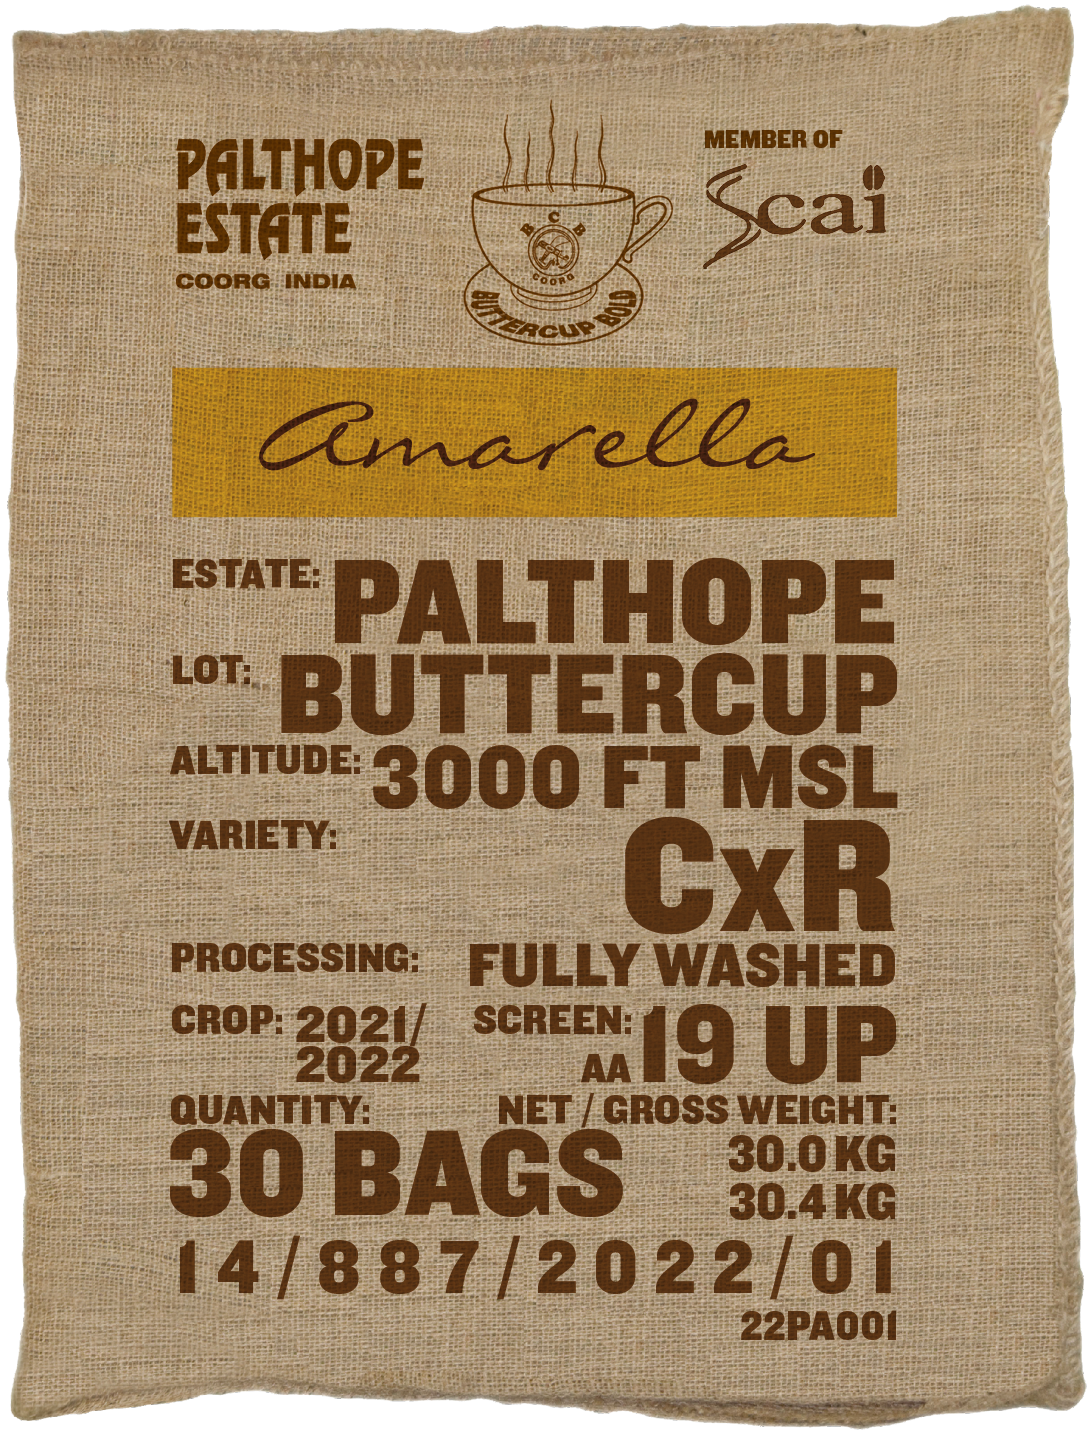 PALTHOPE
ESTATE
COORG INDIA
B C B
COORG
BUTTERCUP BOLD
MEMBER OF
Scai
Amarella
ESTATE: PALTHOPE
LOT: BUTTERCUP
ALTITUDE: 3000 FT MSL
VARIETY: CxR
PROCESSING: FULLY WASHED
CROP: 2021/
2022
SCREEN: AA 19 UP
QUANTITY:
30 BAGS
NET / GROSS WEIGHT:
30.0 KG
30.4 KG
14/887/2022/01
22PA001